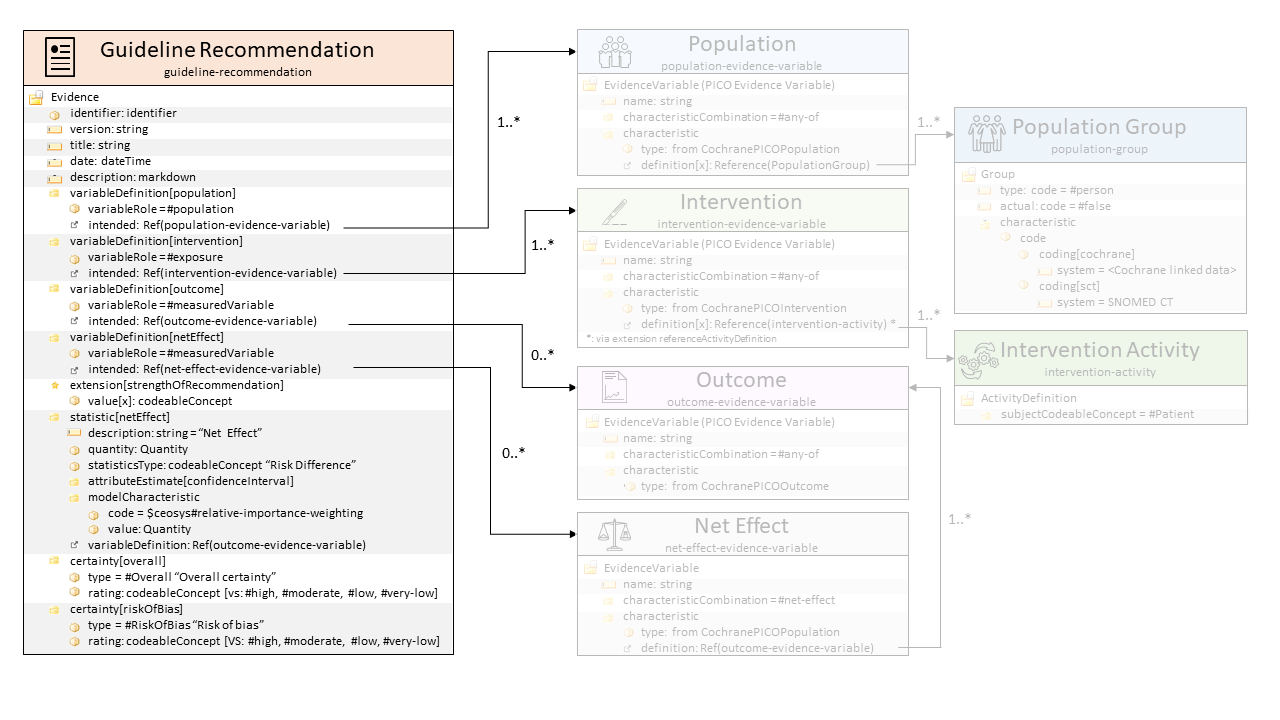 Guideline Recommendation
guideline-recommendation
Evidence
identifier: identifier
version: string
title: string
date: dateTime
description: markdown
variableDefinition[population]
variableRole =#population
intended: Ref(population-evidence-variable)
variableDefinition[intervention]
variableRole =#exposure
intended: Ref(intervention-evidence-variable)
variableDefinition[outcome]
variableRole =#measuredVariable
intended: Ref(outcome-evidence-variable)
variableDefinition[netEffect]
variableRole =#measuredVariable
intended: Ref(net-effect-evidence-variable)
extension[strengthOfRecommendation]
value[x]: codeableConcept
statistic[netEffect]
description: string = “Net Effect”
quantity: Quantity
statisticsType: codeableConcept “Risk Difference”
attributeEstimate[confidenceInterval]
modelCharacteristic
code = $ceosys#relative-importance-weighting
value: Quantity
variableDefinition: Ref(outcome-evidence-variable)
certainty[overall]
type = #Overall “Overall certainty”
rating: codeableConcept [vs: #high, #moderate, #low, #very-low]
certainty[riskOfBias]
type = #RiskOfBias “Risk of bias”
rating: codeableConcept [VS: #high, #moderate, #low, #very-low]
1..*
1..*
0..*
0..*
Population
population-evidence-variable
EvidenceVariable (PICO Evidence Variable)
name: string
characteristicCombination =#any-of
characteristic
type: from CochranePICOPopulation
definition[x]: Reference(PopulationGroup)
Intervention
intervention-evidence-variable
EvidenceVariable (PICO Evidence Variable)
name: string
characteristicCombination =#any-of
characteristic
type: from CochranePICOIntervention
definition[x]: Reference(intervention-activity) *
*: via extension referenceActivityDefinition
Outcome
outcome-evidence-variable
EvidenceVariable (PICO Evidence Variable)
name: string
characteristicCombination =#any-of
characteristic
type: from CochranePICOOutcome
Net Effect
net-effect-evidence-variable
EvidenceVariable
name: string
characteristicCombination =#net-effect
characteristic
type: from CochranePICOPopulation
definition: Ref(outcome-evidence-variable)
1..*
1..*
1..*
Population Group
population-group
Group
type: code = #person
actual: code = #false
characteristic
code
coding[cochrane]
system = <Cochrane linked data>
coding[sct]
system = SNOMED CT
Intervention Activity
intervention-activity
ActivityDefinition
subjectCodeableConcept = #Patient